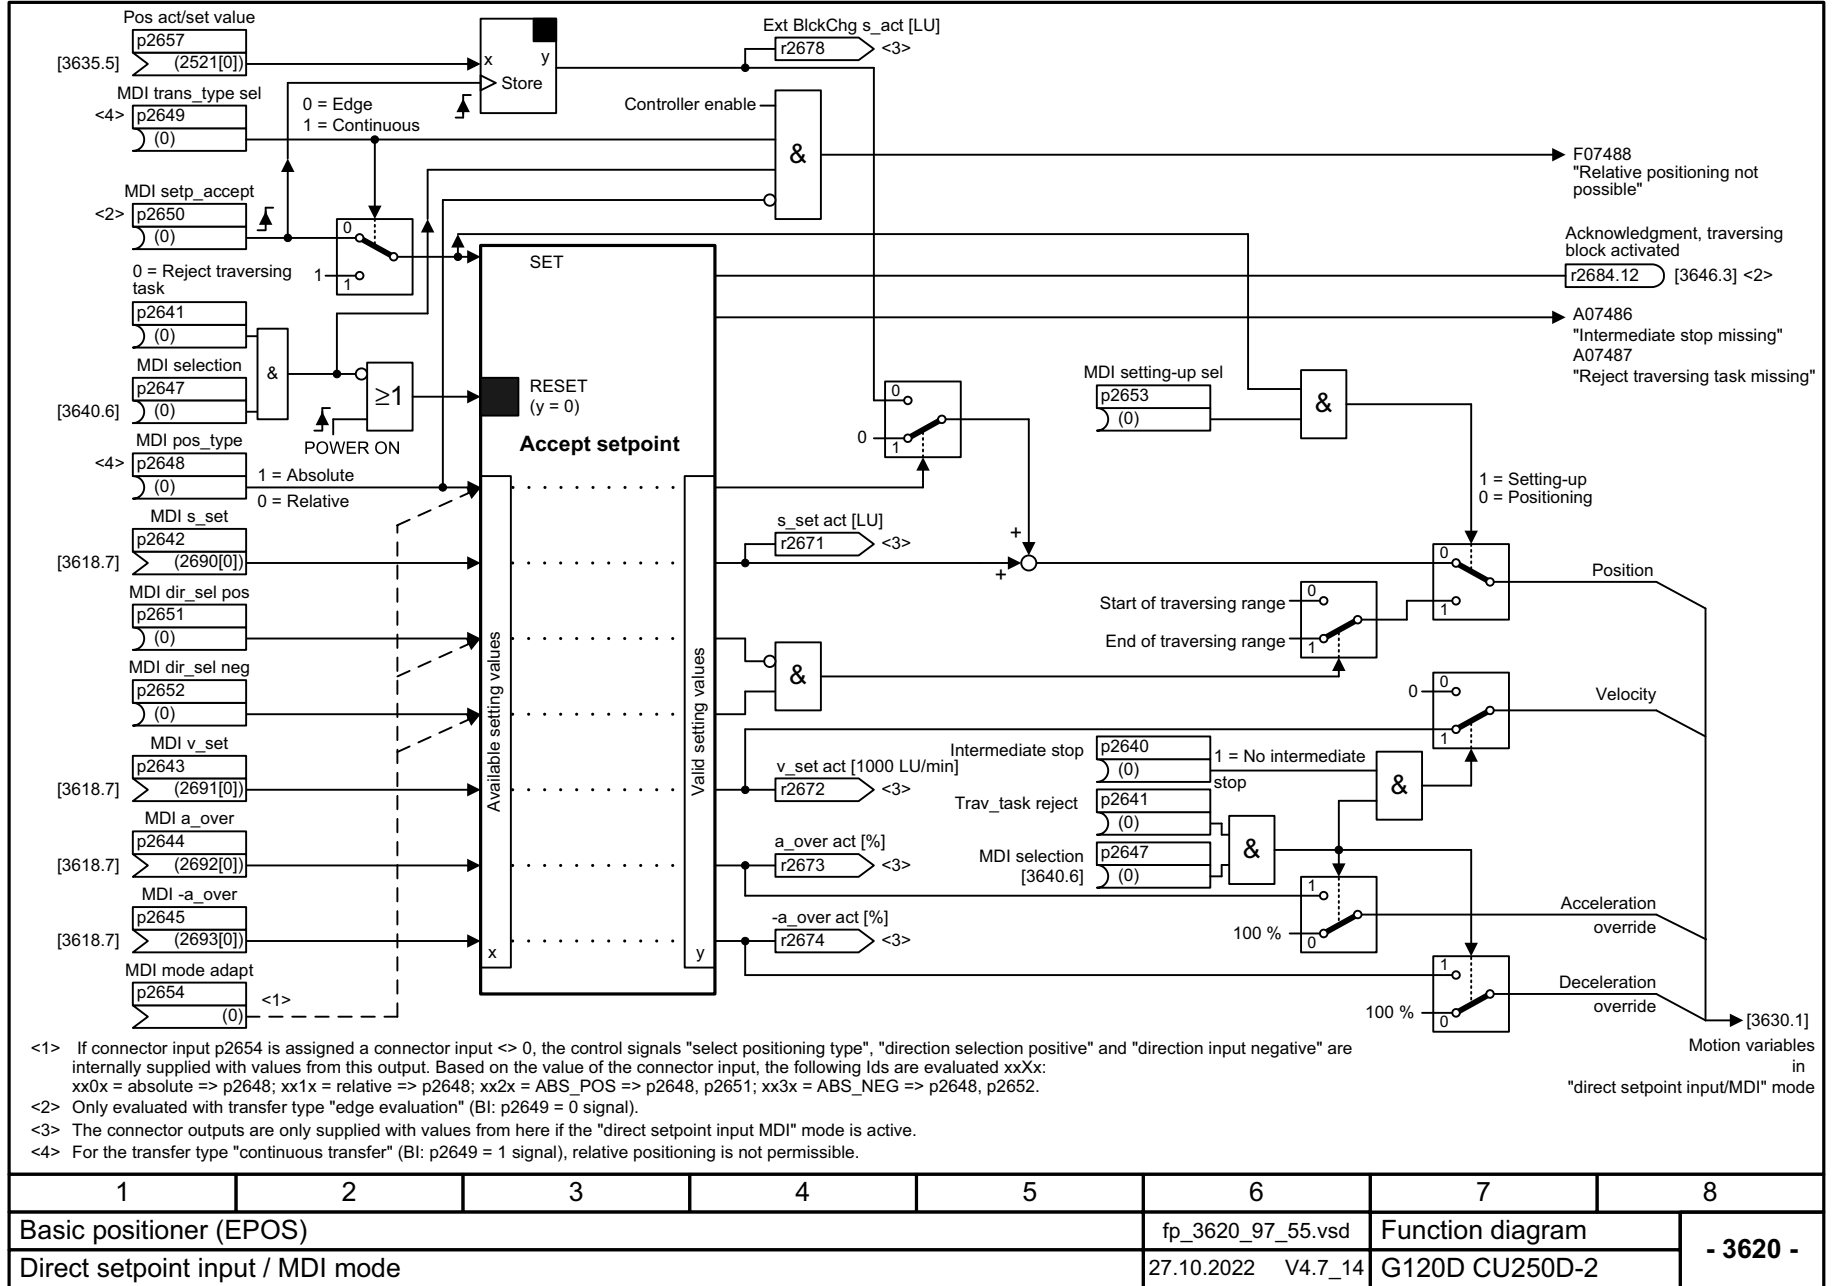 Pos act/set value
p2657
[3635.5]
(2521[0])
MDI trans_type sel
<4>
p2649
(0)
0 = Edge
1 = Continuous
x
y
Store
Ext BlckChg s_act [LU]
r2678
<3>
Controller enable
&
F07488
"Relative positioning not
possible"
MDI setp_accept
<2>
p2650
(0)
0
1
1
0 = Reject traversing
task
p2641
(0)
MDI selection
p2647
[3640.6]
(0)
&
≥1
POWER ON
SET
RESET
(y = 0)
Accept setpoint
Acknowledgment, traversing
block activated
r2684.12
[3646.3] <2>
A07486
"Intermediate stop missing"
A07487
"Reject traversing task missing"
MDI setting-up sel
p2653
(0)
&
0
0
1
1 = Setting-up
0 = Positioning
MDI pos_type
<4>
p2648
(0)
1 = Absolute
0 = Relative
MDI s_set
p2642
[3618.7]
(2690[0])
s_set act [LU]
r2671
<3>
+
+
0
1
Position
MDI dir_sel pos
p2651
(0)
Start of traversing range
0
End of traversing range
1
MDI dir_sel neg
p2652
(0)
Available setting values
Valid setting values
&
0
0
1
Velocity
MDI v_set
p2643
[3618.7]
(2691[0])
v_set act [1000 LU/min]
r2672
<3>
Intermediate stop
p2640
(0)
1 = No intermediate
stop
&
Trav_task reject
p2641
(0)
MDI selection
[3640.6]
p2647
(0)
&
MDI a_over
p2644
[3618.7]
(2692[0])
a_over act [%]
r2673
<3>
1
100 %
0
Acceleration
override
MDI -a_over
p2645
[3618.7]
(2693[0])
x
y
-a_over act [%]
r2674
<3>
1
100 %
0
Deceleration
override
MDI mode adapt
p2654
(0)
<1>
[3630.1]
Motion variables
in
"direct setpoint input/MDI" mode
<1> If connector input p2654 is assigned a connector input <> 0, the control signals "select positioning type", "direction selection positive" and "direction input negative" are
internally supplied with values from this output. Based on the value of the connector input, the following Ids are evaluated xxXx:
xx0x = absolute => p2648; xx1x = relative => p2648; xx2x = ABS_POS => p2648, p2651; xx3x = ABS_NEG => p2648, p2652.
<2> Only evaluated with transfer type "edge evaluation" (BI: p2649 = 0 signal).
<3> The connector outputs are only supplied with values from here if the "direct setpoint input MDI" mode is active.
<4> For the transfer type "continuous transfer" (BI: p2649 = 1 signal), relative positioning is not permissible.
1 2 3 4 5 6 7 8
Basic positioner (EPOS)
fp_3620_97_55.vsd
Function diagram
- 3620 -
Direct setpoint input / MDI mode
27.10.2022 V4.7_14
G120D CU250D-2